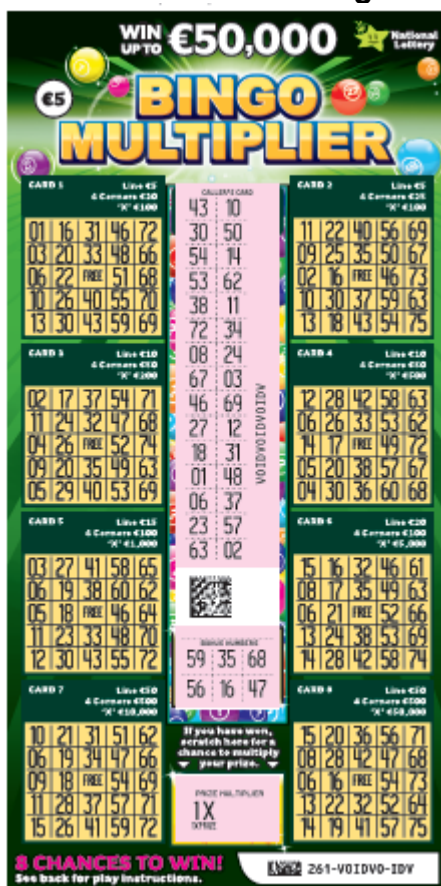 WIN UP TO €50,000
National Lottery
€5
BINGO
MULTIPLIER
CARD 1 Line €5
4 Corners €20
"X" €100
01 16 31 46 72
03 20 33 48 66
06 22 FREE 51 68
10 26 40 55 70
13 30 43 59 69
CARD 3 Line €10
4 Corners €50
"X" €200
02 17 37 54 71
11 24 32 47 68
04 26 FREE 52 74
09 20 35 49 63
05 29 40 53 69
CARD 5 Line €15
4 Corners €100
"X" €1,000
03 27 41 58 65
06 19 38 60 62
05 18 FREE 46 64
11 23 33 48 70
12 30 43 55 72
CARD 7 Line €50
4 Corners €500
"X" €10,000
10 21 31 51 62
06 19 34 47 66
09 18 FREE 54 69
11 28 37 57 71
15 26 41 59 72
CALLER'S CARD
43 10
30 50
54 14
53 62
38 11
72 34
08 24
67 03
46 69
27 12
18 31
01 48
06 37
23 57
63 02
VOIDVOIDVOIDV
BONUS NUMBERS
59 35 68
56 16 47
If you have won,
scratch here for a
chance to multiply
your prize.
PRIZE MULTIPLIER
1X
CARD 2 Line €5
4 Corners €25
"X" €100
11 22 40 56 69
09 25 35 50 67
02 16 FREE 46 73
10 30 37 59 63
13 18 43 54 75
CARD 4 Line €10
4 Corners €50
"X" €500
12 28 42 58 63
06 26 33 53 62
14 17 FREE 49 72
05 20 38 57 67
04 30 36 60 68
CARD 6 Line €20
4 Corners €100
"X" €5,000
15 16 32 46 61
08 17 35 49 63
06 21 FREE 52 66
13 24 38 53 69
14 28 42 58 74
CARD 8 Line €50
4 Corners €500
"X" €50,000
15 20 36 56 71
08 28 42 47 68
06 16 FREE 54 73
13 22 32 52 64
14 19 41 57 75
8 CHANCES TO WIN!
See back for play instructions.
261-VOIDVO-IDV